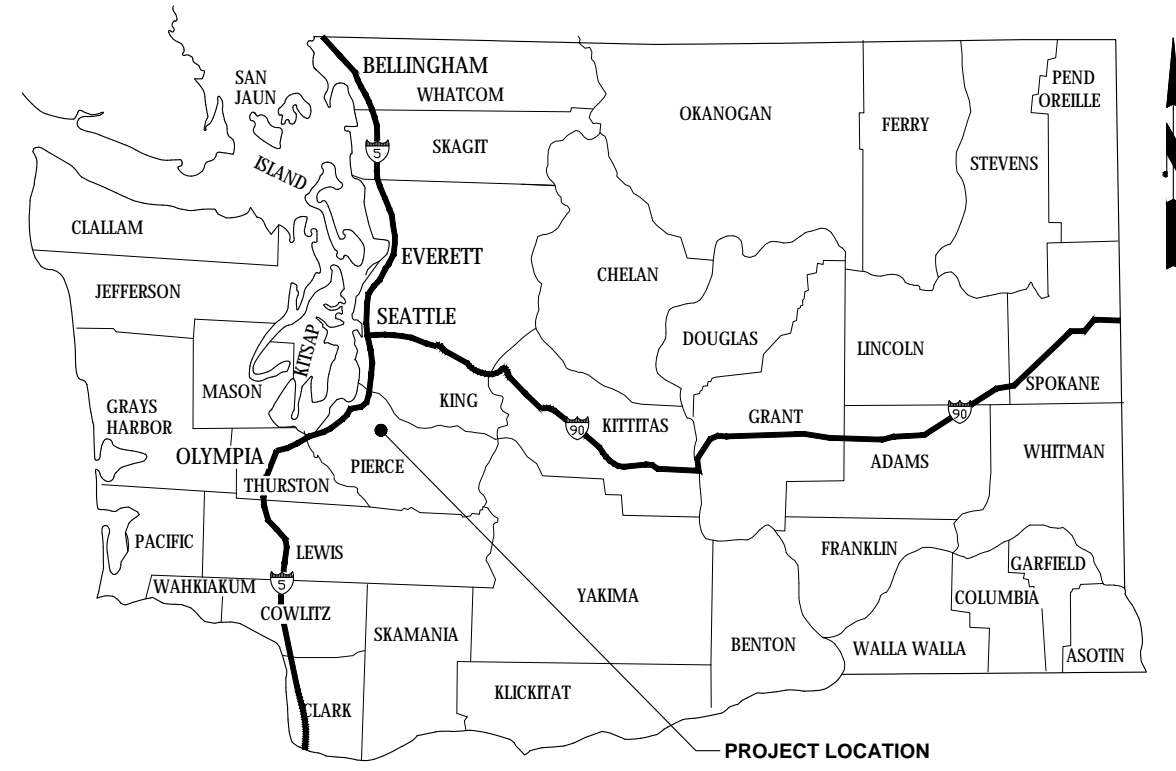 BELLINGHAM
WHATCOM
SAN
JAUN
SKAGIT
ISLAND
5
OKANOGAN
FERRY
PEND
OREILLE
STEVENS
CLALLAM
JEFFERSON
EVERETT
SEATTLE
KITSAP
MASON
GRAYS
HARBOR
CHELAN
DOUGLAS
LINCOLN
SPOKANE
KING
90
KITTITAS
GRANT
90
ADAMS
WHITMAN
OLYMPIA
THURSTON
PIERCE
PACIFIC
LEWIS
WAHKIAKUM
5
COWLITZ
SKAMANIA
YAKIMA
FRANKLIN
GARFIELD
COLUMBIA
BENTON
WALLA WALLA
ASOTIN
CLARK
KLICKITAT
PROJECT LOCATION
N